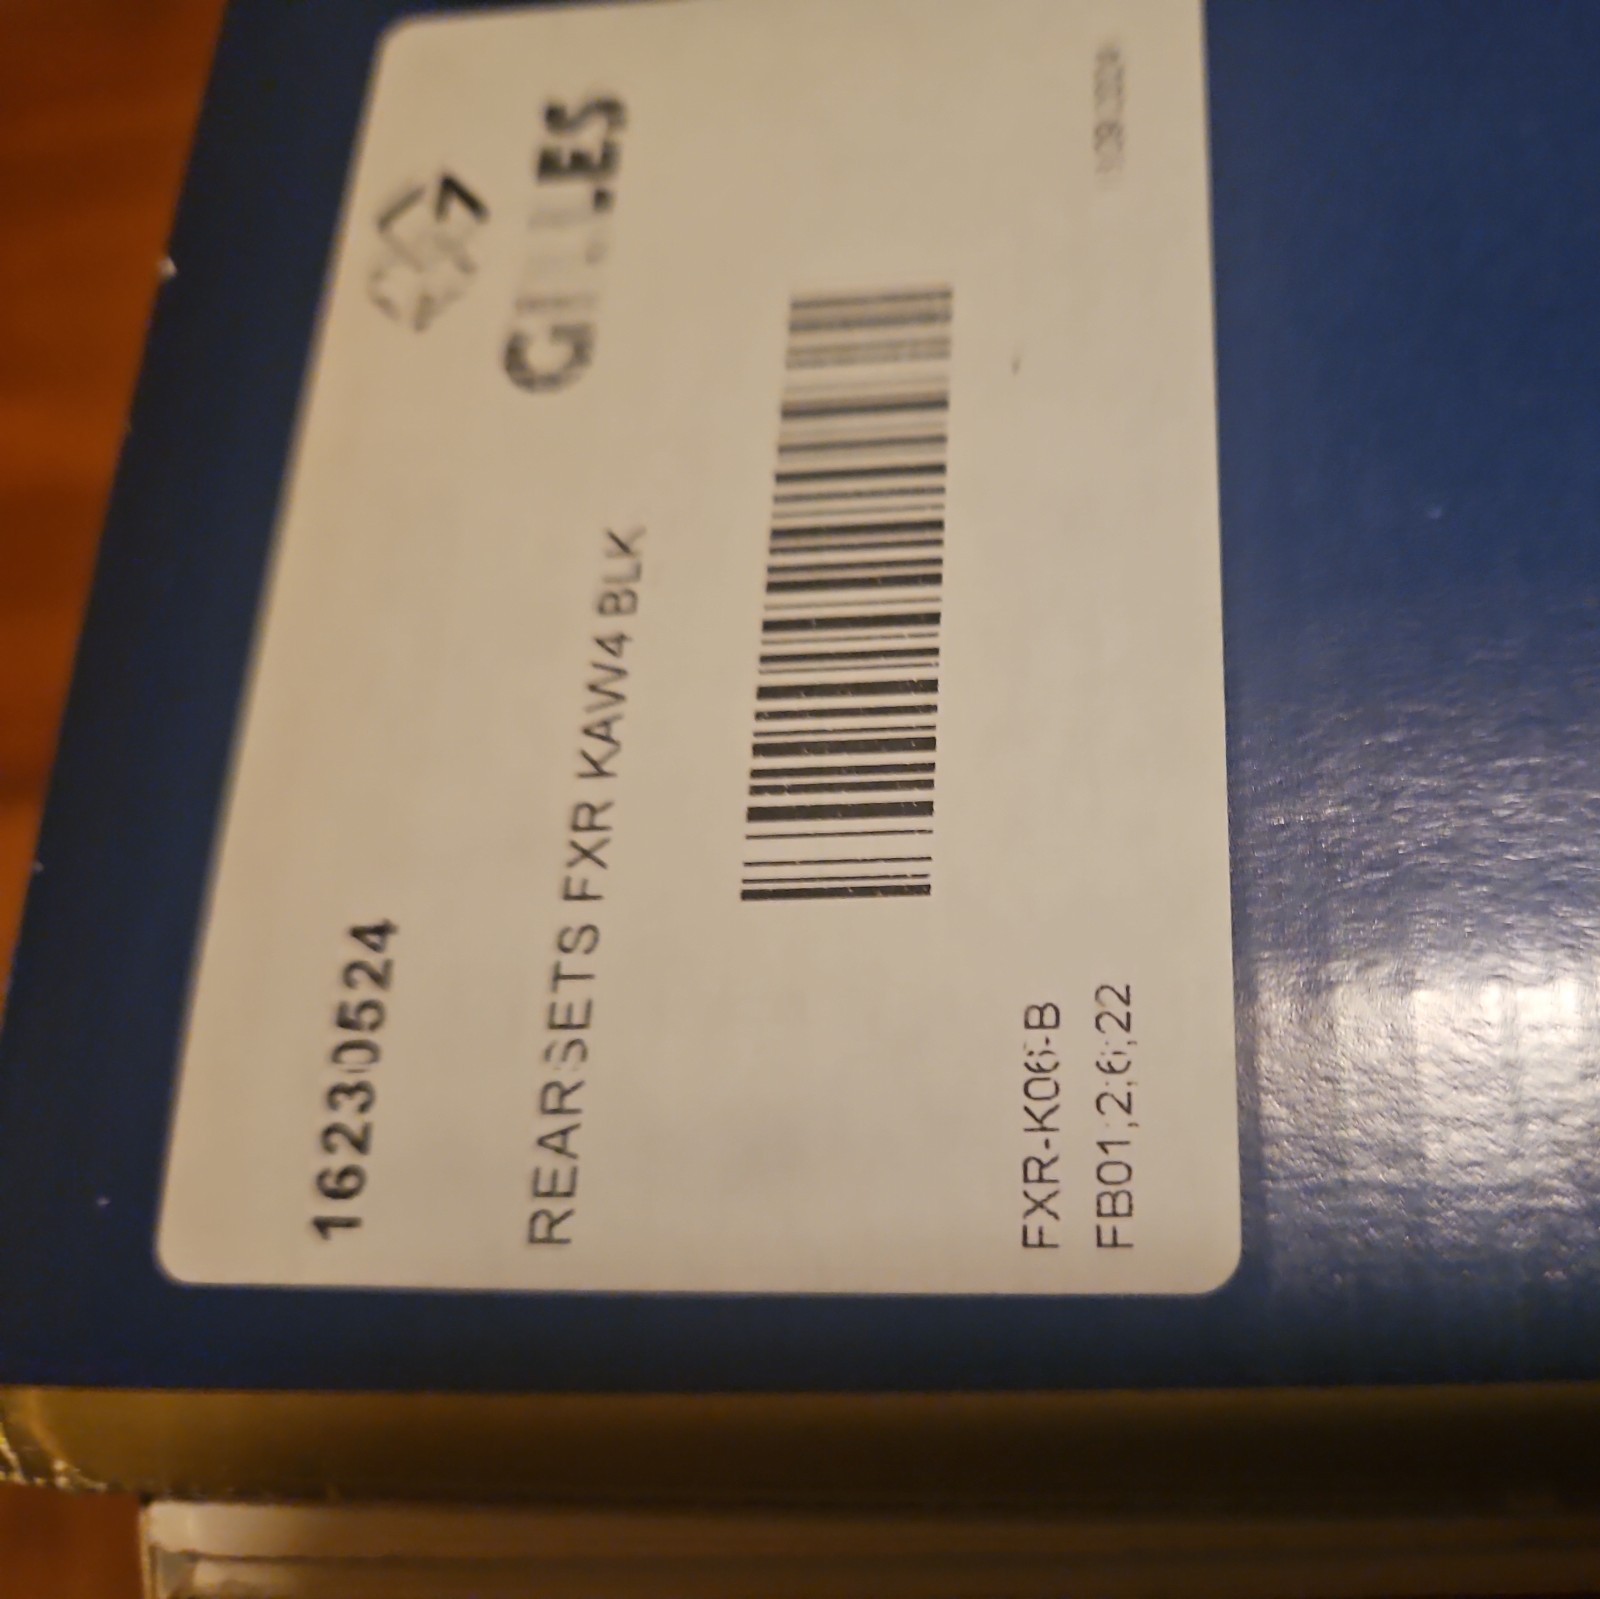 16230524
GILLES
REARSETS FXR KAW4 BLK
FXR-K06-B
FB01;2;6;22